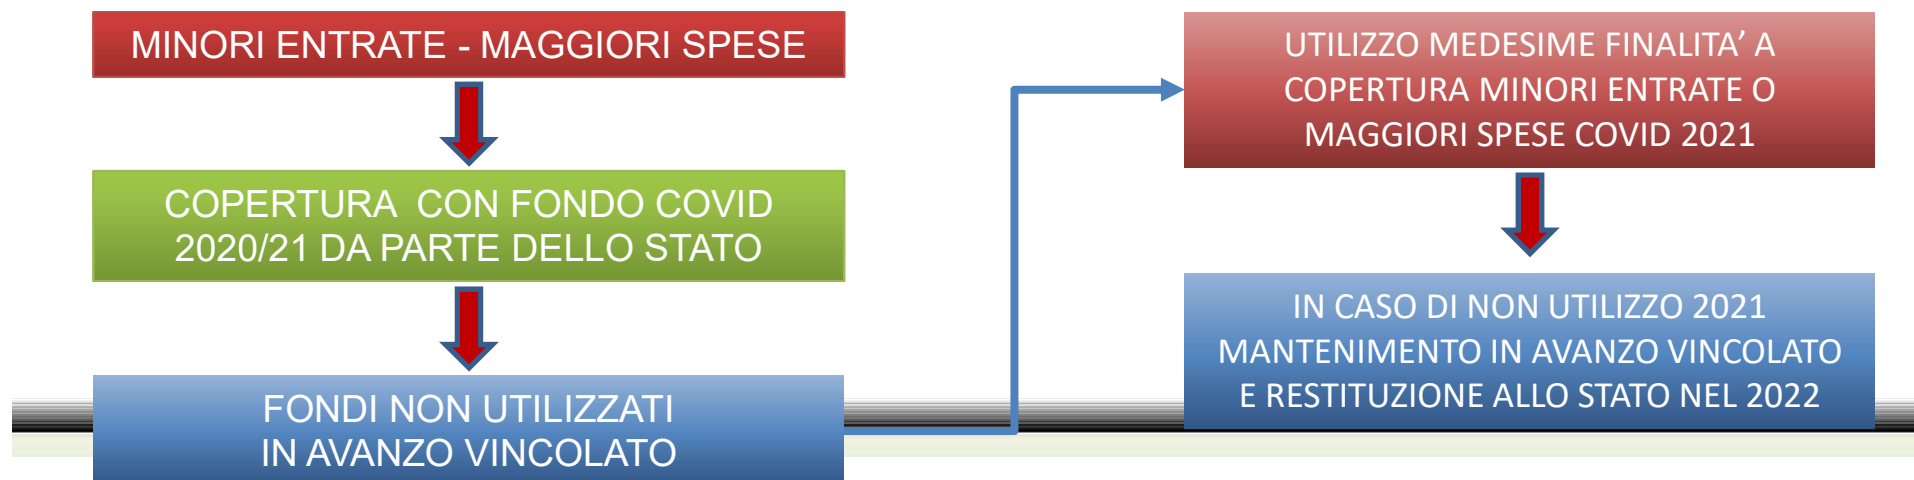 MINORI ENTRATE - MAGGIORI SPESE
COPERTURA CON FONDO COVID
2020/21 DA PARTE DELLO STATO
FONDI NON UTILIZZATI
IN AVANZO VINCOLATO
UTILIZZO MEDESIME FINALITA’ A
COPERTURA MINORI ENTRATE O
MAGGIORI SPESE COVID 2021
IN CASO DI NON UTILIZZO 2021
MANTENIMENTO IN AVANZO VINCOLATO
E RESTITUZIONE ALLO STATO NEL 2022